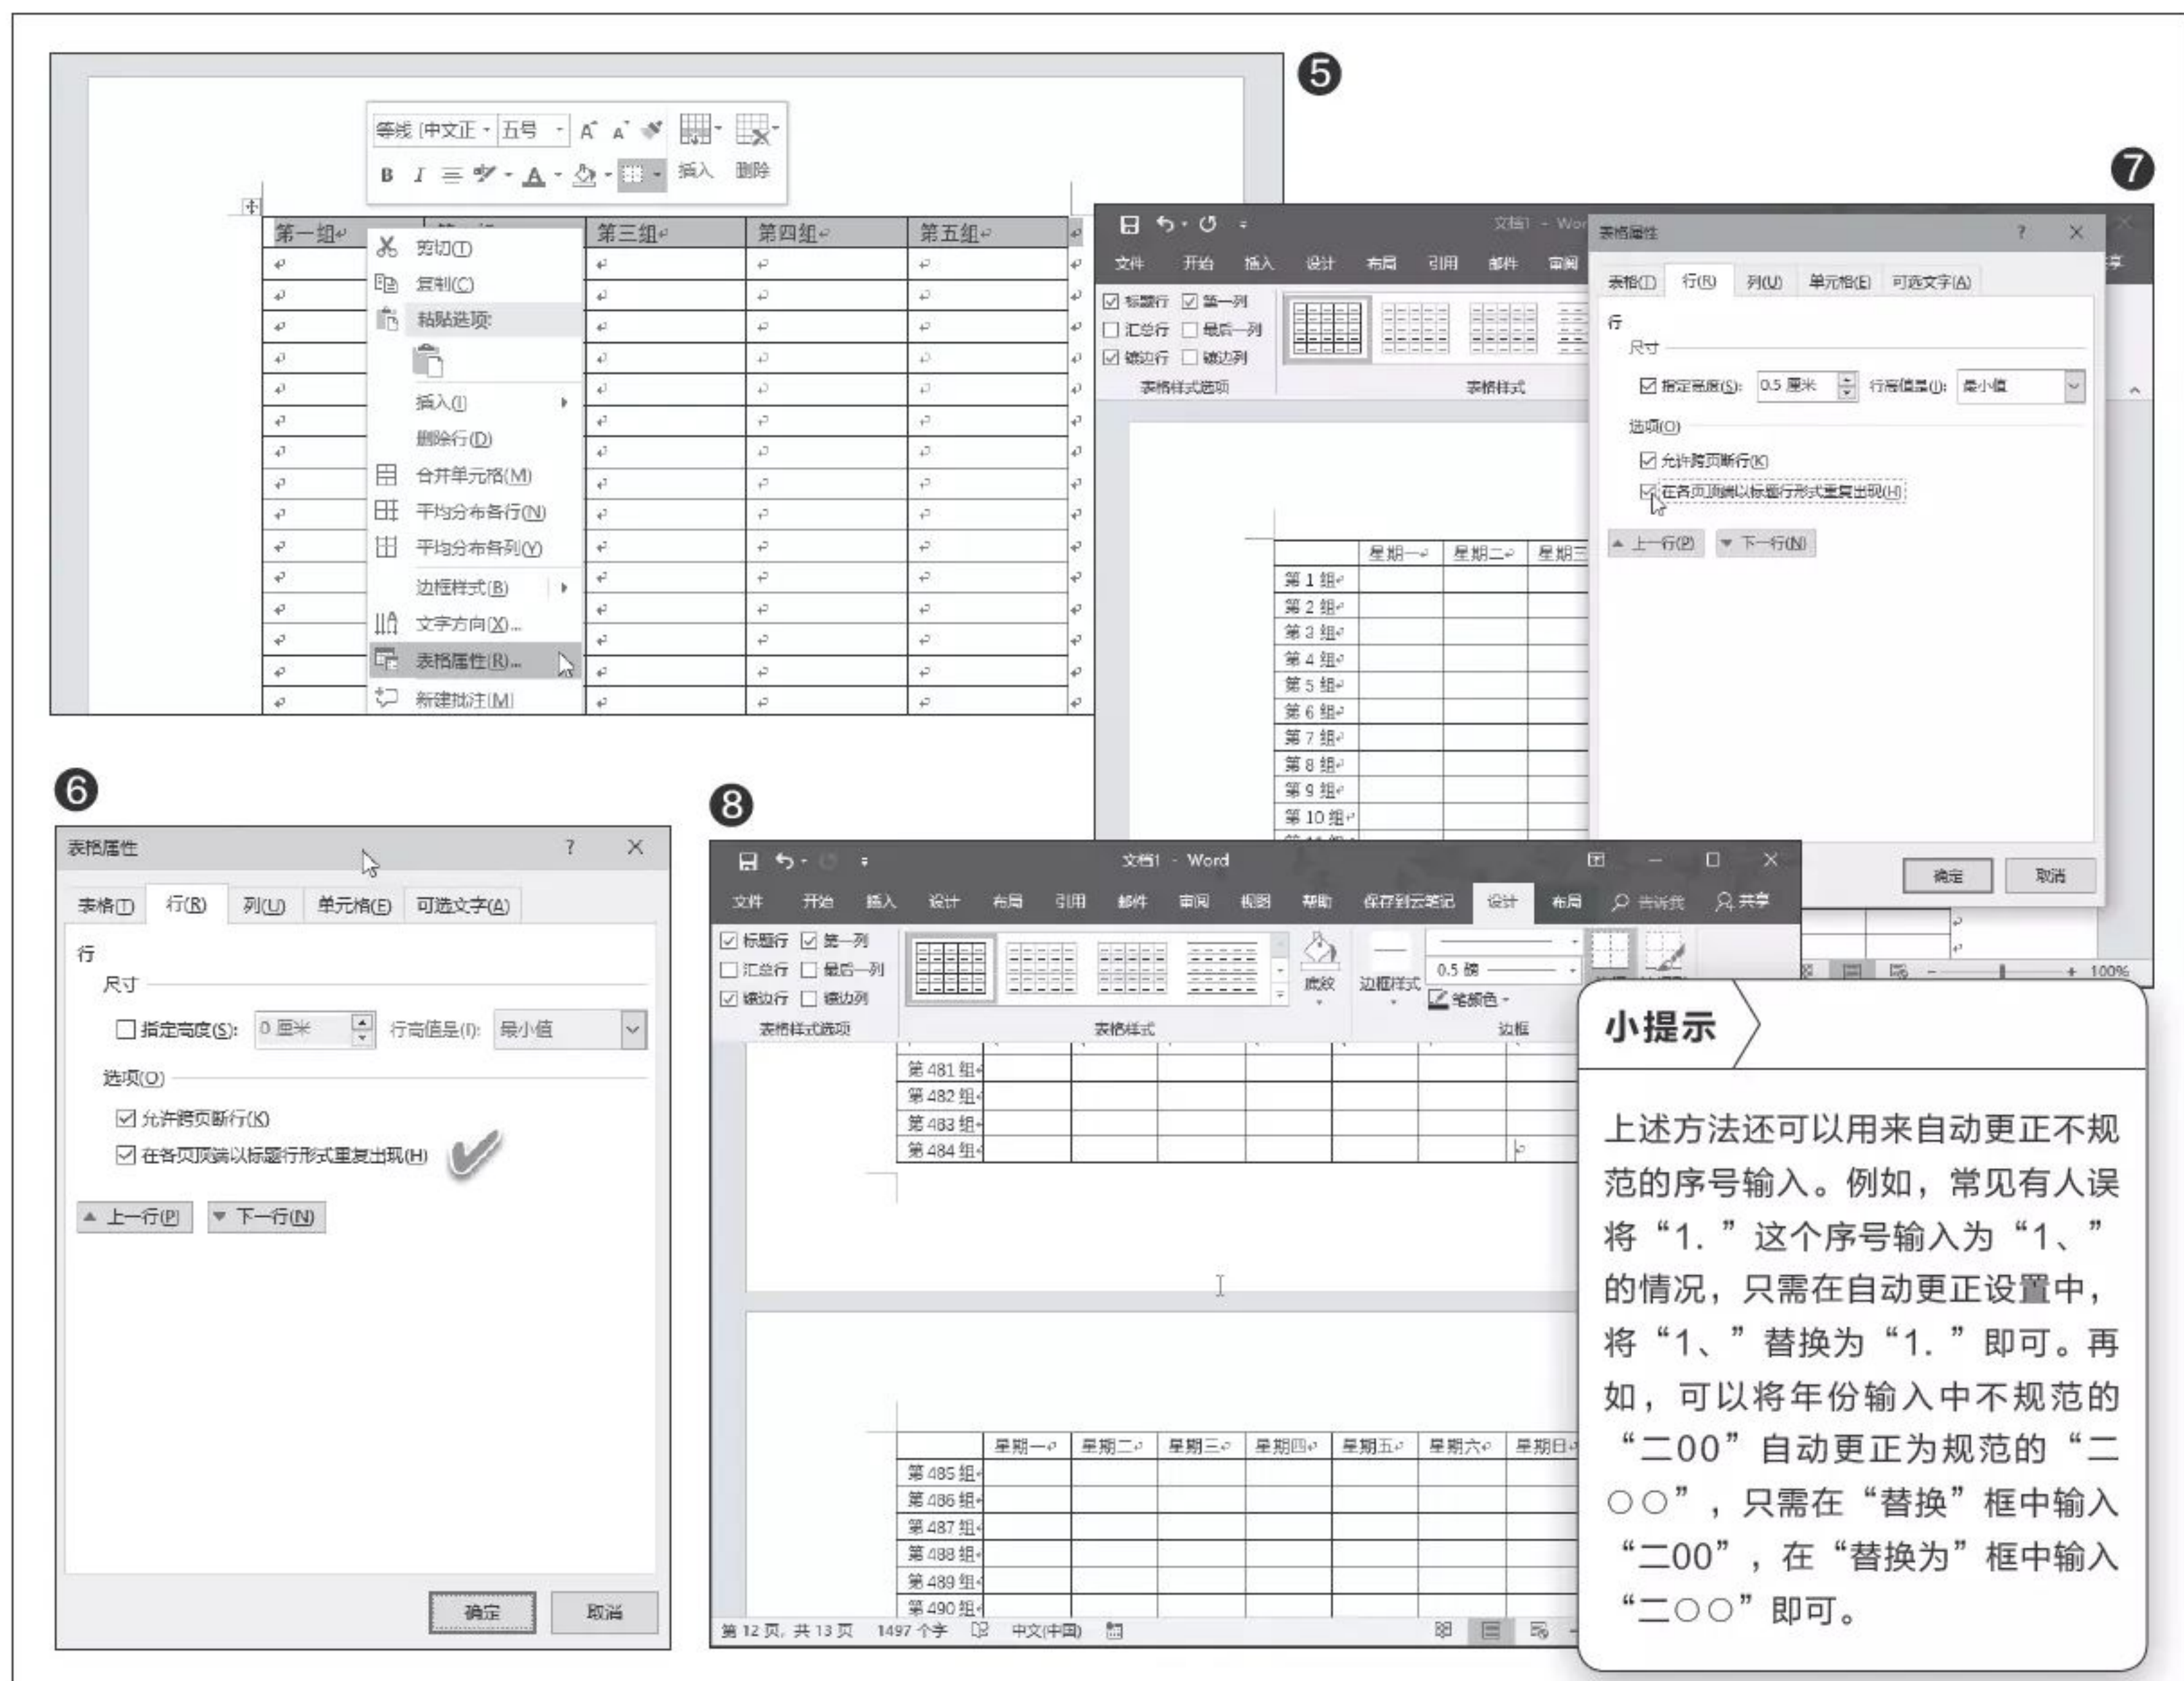 5
等线 (中文正
五号
A A
B I A
插入 删除
第一组 第三组 第四组 第五组
剪切(T)
复制(C)
粘贴选项:
插入(I)
删除行(D)
合并单元格(M)
平均分布各行(N)
平均分布各列(Y)
边框样式(B)
文字方向(X)...
表格属性(R)...
新建批注(M)
7
文档1 - Wor
文件 开始 插入 设计 布局 引用 邮件 审阅
标题行 第一列
汇总行 最后一列
镶边行 镶边列
表格样式选项 表格样式
星期一 星期二 星期三
第 1 组
第 2 组
第 3 组
第 4 组
第 5 组
第 6 组
第 7 组
第 8 组
第 9 组
第 10 组
表格属性 ? ×
表格(T) 行(R) 列(U) 单元格(E) 可选文字(A)
行
尺寸
指定高度(S): 0.5 厘米 行高值是(I): 最小值
选项(O)
允许跨页断行(K)
在各页顶端以标题行形式重复出现(H)
上一行(P) 下一行(N)
确定 取消
享
100%
6
表格属性 ? ×
表格(T) 行(R) 列(U) 单元格(E) 可选文字(A)
行
尺寸
指定高度(S): 0 厘米 行高值是(I): 最小值
选项(O)
允许跨页断行(K)
在各页顶端以标题行形式重复出现(H)
上一行(P) 下一行(N)
确定 取消
8
文档1 - Word
文件 开始 插入 设计 布局 引用 邮件 审阅 视图 帮助 保存到云笔记 设计 布局 告诉我 共享
标题行 第一列
汇总行 最后一列
镶边行 镶边列
表格样式选项 表格样式
底纹 边框样式 0.5 磅
笔颜色
边框
第 481 组
第 482 组
第 483 组
第 484 组
星期一 星期二 星期三 星期四 星期五 星期六 星期日
第 485 组
第 486 组
第 487 组
第 488 组
第 489 组
第 490 组
第 12 页, 共 13 页 1497 个字 中文(中国)
小提示
上述方法还可以用来自动更正不规
范的序号输入。例如，常见有人误
将“1. ”这个序号输入为“1、”
的情况，只需在自动更正设置中，
将“1、”替换为“1. ”即可。再
如，可以将年份输入中不规范的
“二00”自动更正为规范的“二
○○”，只需在“替换”框中输入
“二00”，在“替换为”框中输入
“二○○”即可。